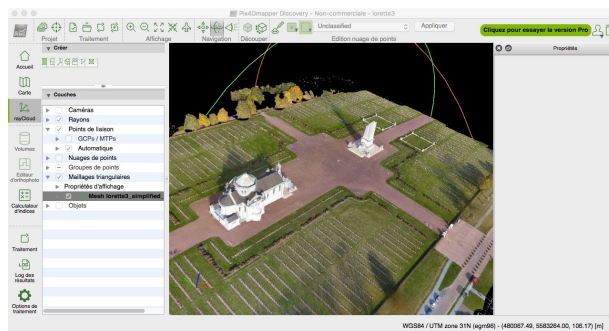 Pix4Dmapper Discovery - Non-commerciale - lorette3
Unclassified
Appliquer
Cliquez pour essayer la version Pro
Projet
Traitement
Affichage
Navigation
Découper
Edition nuage de points
Accueil
Carte
rayCloud
Volumes
Editeur
d'orthophoto
Calculateur
d'indices
Traitement
Log des
résultats
Options de
traitement
Créer
Couches
Caméras
Rayons
Points de liaison
GCPs / MTPs
Automatique
Nuages de points
Groupes de points
Maillages triangulaires
Propriétés d'affichage
Mesh lorette3_simplified_
Objets
Propriétés
WGS84 / UTM zone 31N (egm96) - (480067.49, 5583264.00, 106.17) [m]